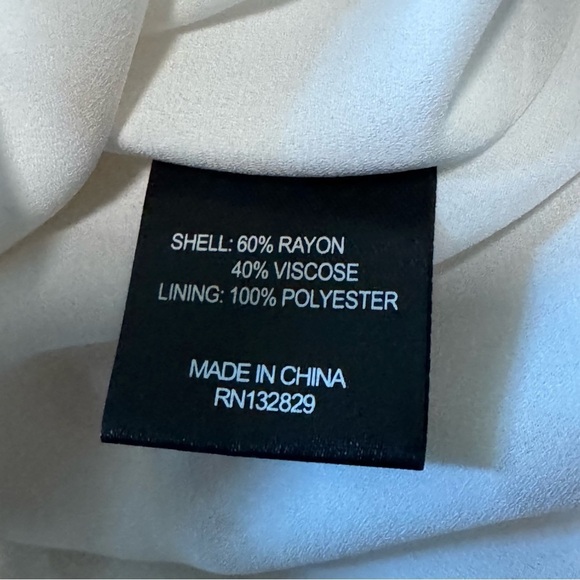 SHELL: 60% RAYON
40% VISCOSE
LINING: 100% POLYESTER
MADE IN CHINA
RN132829